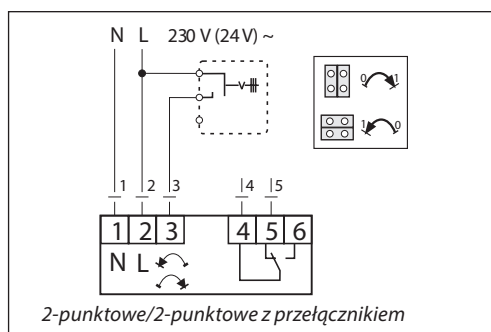 N L 230 V (24 V) ~
0 1
1 0
1 2 3 4 5
1 2 3 4 5 6
N L
2-punktowe/2-punktowe z przełącznikiem